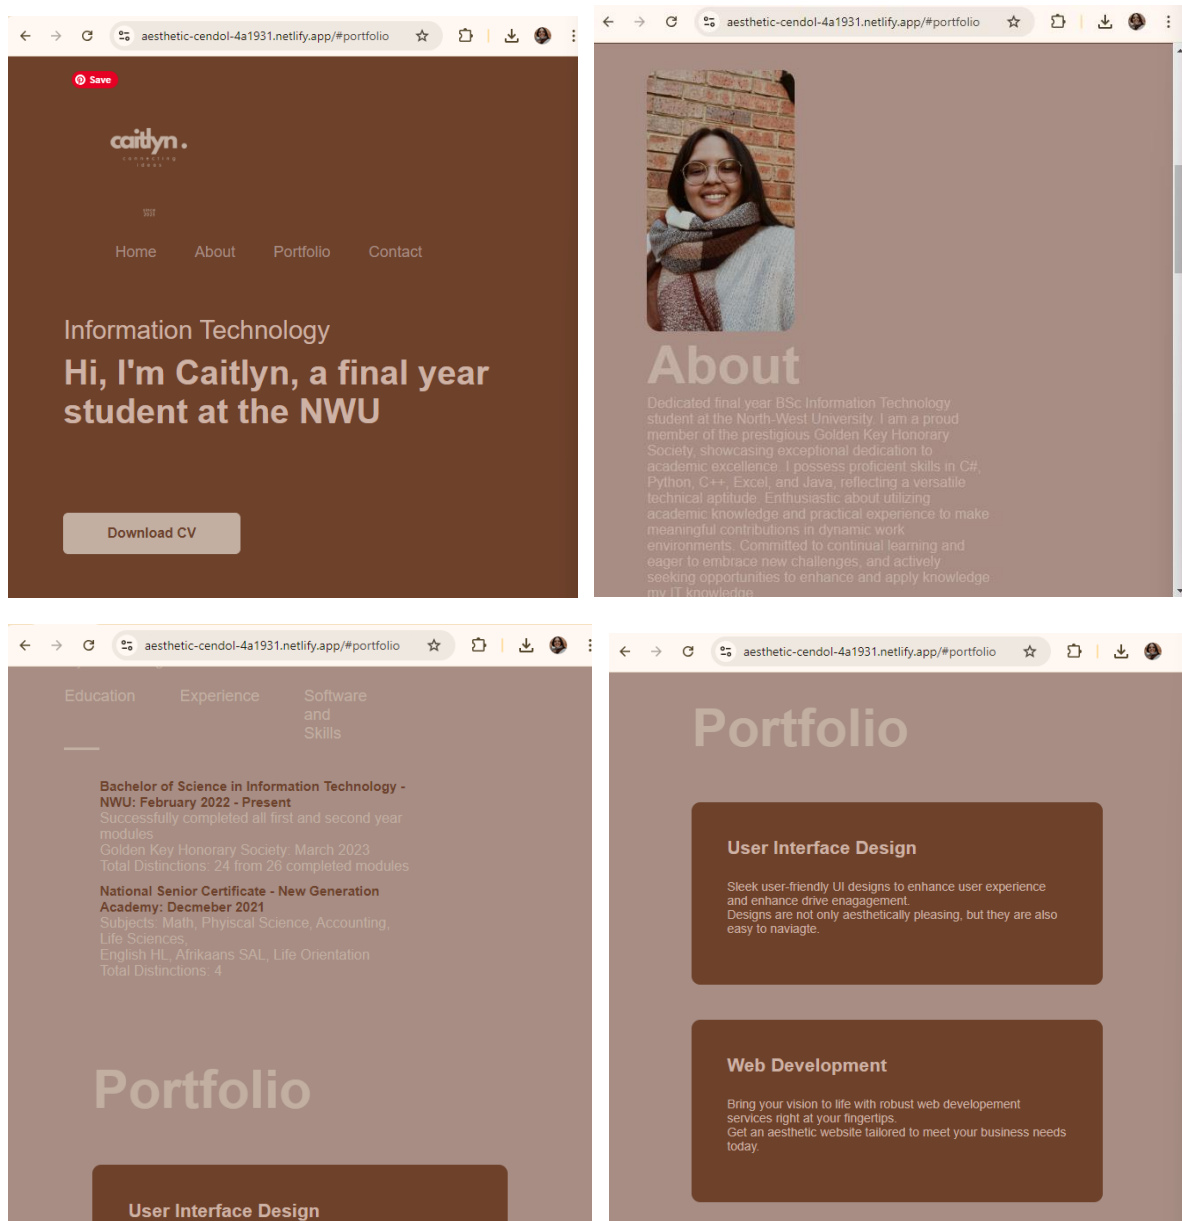 aesthetic-cendol-4a1931.netlify.app/#portfolio
Save
caitlyn.
connecting
ideas
Home About Portfolio Contact
Information Technology
Hi, I'm Caitlyn, a final year
student at the NWU
Download CV
aesthetic-cendol-4a1931.netlify.app/#portfolio
About
Dedicated final year BSc Information Technology
student at the North-West University. I am a proud
member of the prestigious Golden Key Honorary
Society, showcasing exceptional dedication to
academic excellence. I possess proficient skills in C#,
Python, C++, Excel, and Java, reflecting a versatile
technical aptitude. Enthusiastic about utilizing
academic knowledge and practical experience to make
meaningful contributions in dynamic work
environments. Committed to continual learning and
eager to embrace new challenges, and actively
seeking opportunities to enhance and apply knowledge
my IT knowledge
aesthetic-cendol-4a1931.netlify.app/#portfolio
Education Experience Software
and
Skills
Bachelor of Science in Information Technology -
NWU: February 2022 - Present
Successfully completed all first and second year
modules
Golden Key Honorary Society: March 2023
Total Distinctions: 24 from 26 completed modules
National Senior Certificate - New Generation
Academy: Decmeber 2021
Subjects: Math, Phyiscal Science, Accounting,
Life Sciences,
English HL, Afrikaans SAL, Life Orientation
Total Distinctions: 4
Portfolio
User Interface Design
aesthetic-cendol-4a1931.netlify.app/#portfolio
Portfolio
User Interface Design
Sleek user-friendly UI designs to enhance user experience
and enhance drive enagagement.
Designs are not only aesthetically pleasing, but they are also
easy to naviagte.
Web Development
Bring your vision to life with robust web developement
services right at your fingertips.
Get an aesthetic website tailored to meet your business needs
today.